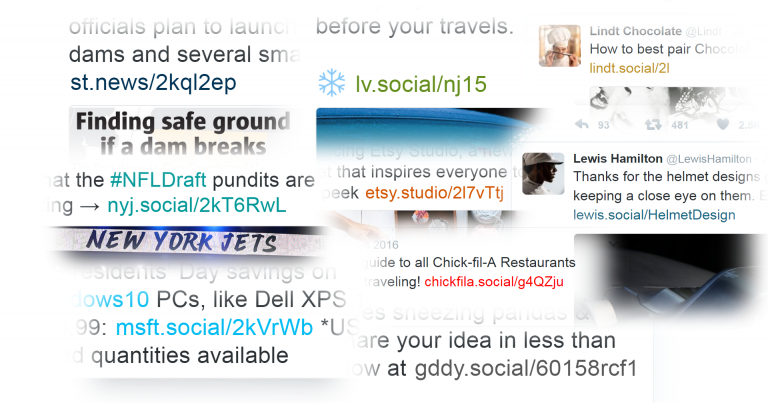 officials plan to launch
dams and several sma
st.news/2kql2ep
Finding safe ground
if a dam breaks
before your travels.
lv.social/nj15
Lindt Chocolate @Lindt
How to best pair Chocol
lindt.social/2l
93 481 2.5
at the #NFLDraft pundits are
ing → nyj.social/2kT6RwL
NEW YORK JETS
ing Etsy Studio, a new
t that inspires everyone to
peek etsy.studio/2l7vTtj
Lewis Hamilton @LewisHamilton
Thanks for the helmet designs
keeping a close eye on them. E
lewis.social/HelmetDesign
2016
guide to all Chick-fil-A Restaurants
traveling! chickfila.social/g4QZju
esidents' Day savings on
dows10 PCs, like Dell XPS
99: msft.social/2kVrWb *US
d quantities available
es sneezing pandas &
are your idea in less than
ow at gddy.social/60158rcf1